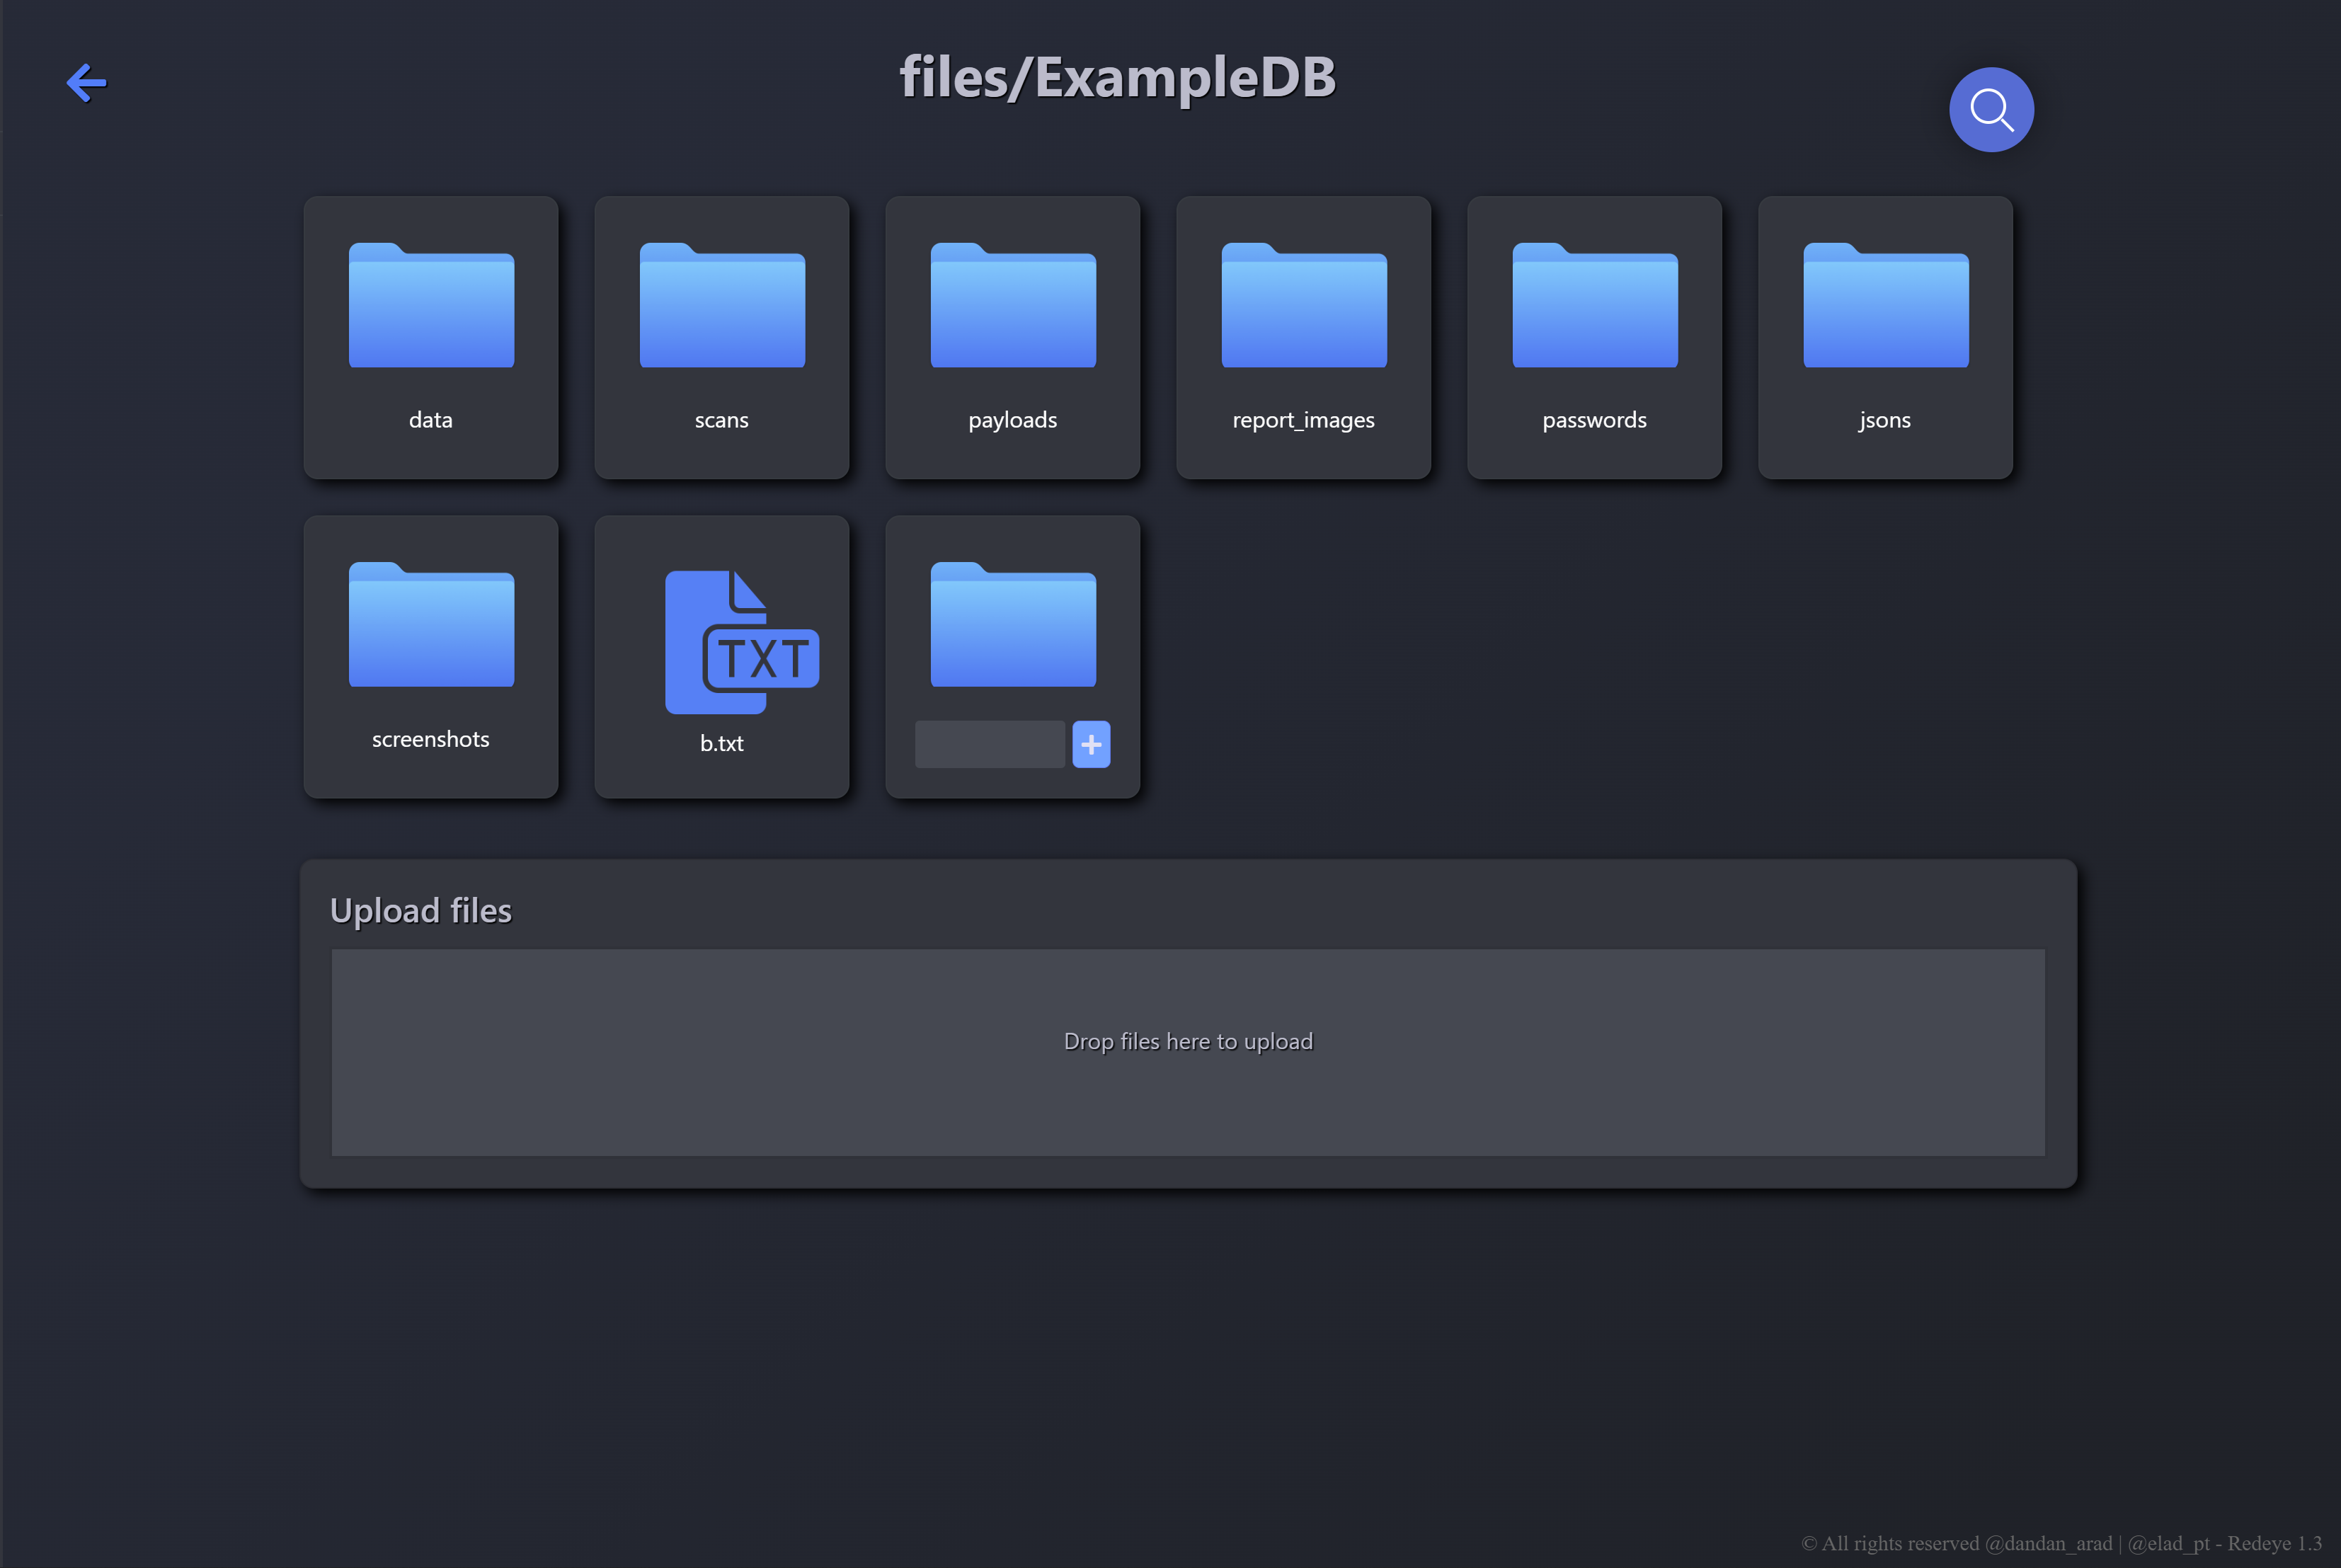 files/ExampleDB
data
scans
payloads
report_images
passwords
jsons
screenshots
TXT
b.txt
Upload files
Drop files here to upload
© All rights reserved @dandan_arad | @elad_pt - Redeye 1.3